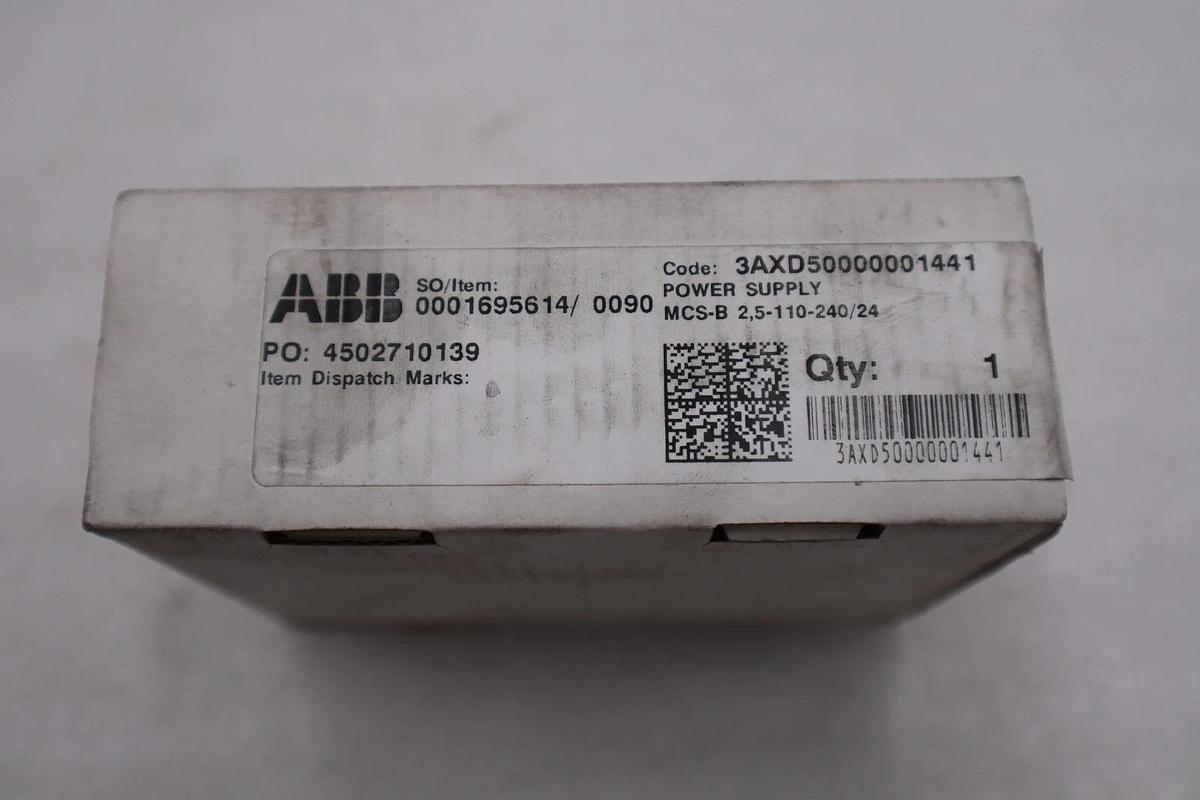 ABB
SO/Item:
0001695614/ 0090
PO: 4502710139
Item Dispatch Marks:
Code: 3AXD50000001441
POWER SUPPLY
MCS-B 2,5-110-240/24
Qty: 1
3AXD50000001441